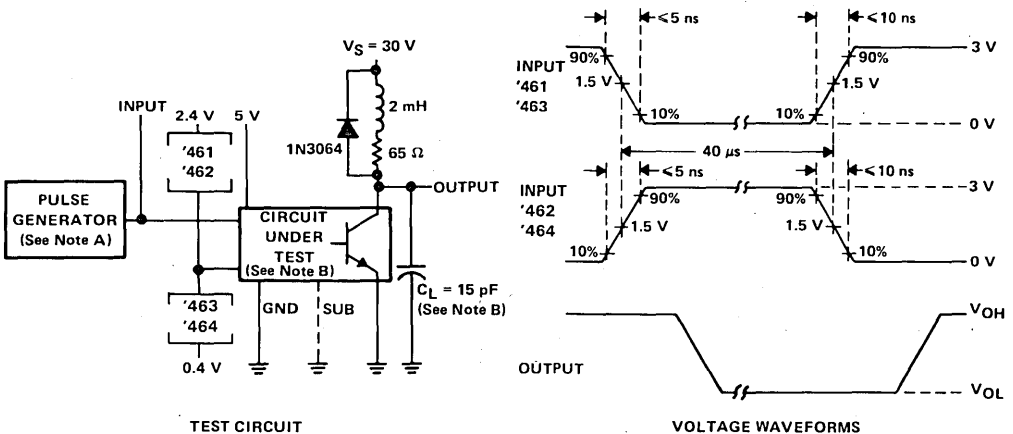 V_S = 30 V
INPUT
2.4 V
5 V
2 mH
1N3064
65 Ω
'461
'462
OUTPUT
PULSE
GENERATOR
(See Note A)
CIRCUIT
UNDER
TEST
(See Note B)
C_L = 15 pF
(See Note B)
'463
'464
GND
SUB
0.4 V
TEST CIRCUIT
≤5 ns
≤10 ns
INPUT
'461
'463
90%
1.5 V
10%
10%
90%
1.5 V
3 V
0 V
40 μs
≤5 ns
≤10 ns
INPUT
'462
'464
90%
1.5 V
10%
90%
1.5 V
10%
3 V
0 V
OUTPUT
V_OH
V_OL
VOLTAGE WAVEFORMS